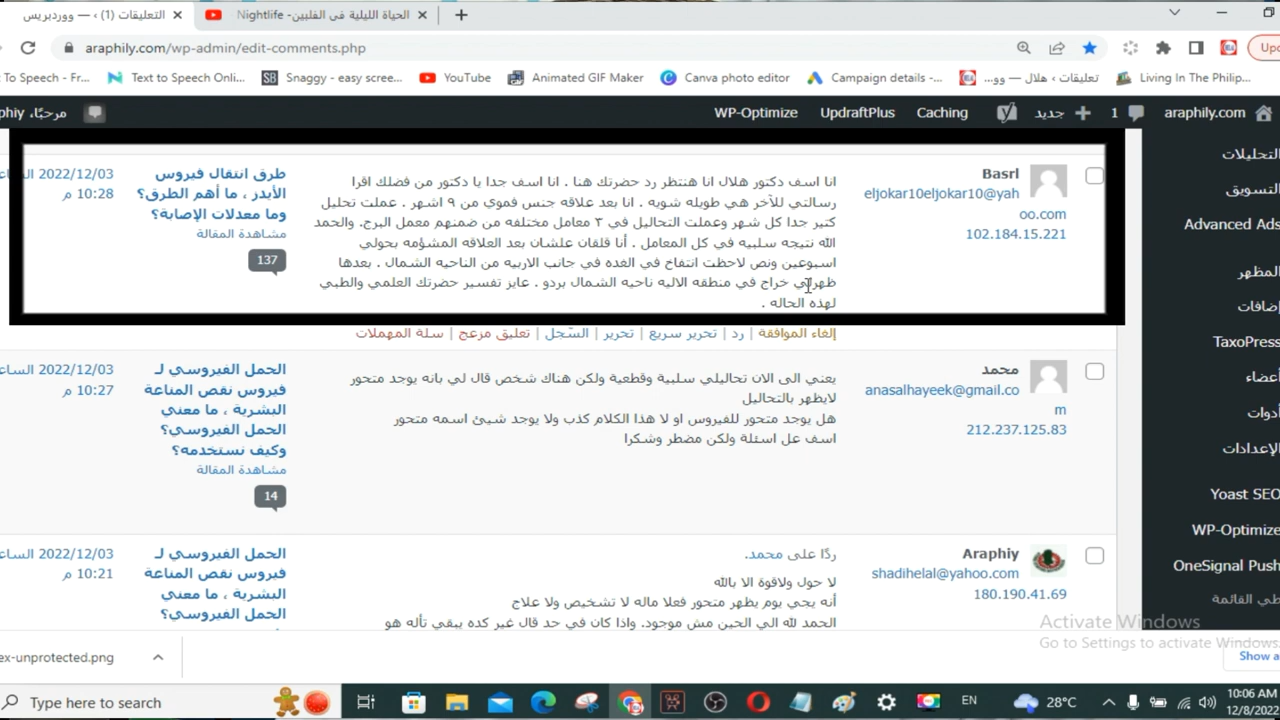 التعليقات (1) ‹ — ووردبريس
الحياة الليلية فى الفلبين- Nightlife
araphily.com/wp-admin/edit-comments.php
To Speech - Fr...
Text to Speech Onli...
Snaggy - easy scree...
YouTube
Animated GIF Maker
Canva photo editor
Campaign details -...
تعليقات ‹ هلال — وو...
Living In The Philip...
araphily.com
1
جديد
Caching
UpdraftPlus
WP-Optimize
مرحبًا،
التحليلات
التسويق
Advanced Ads
المظهر
إضافات
TaxoPress
أعضاء
أدوات
الإعدادات
Yoast SEO
WP-Optimize
OneSignal Push
طي القائمة
Basrl
eljokar10eljokar10@yah
oo.com
102.184.15.221
انا اسف دكتور هلال انا هنتظر رد حضرتك هنا . انا اسف جدا يا دكتور من فضلك اقرا
رسالتي للآخر هي طويله شويه . انا بعد علاقه جنس فموي من ٩ اشهر . عملت تحليل
كتير جدا كل شهر وعملت التحاليل في ٣ معامل مختلفه من ضمنهم معمل البرج. والحمد
الله نتيجه سلبيه في كل المعامل . أنا قلقان علشان بعد العلاقه المشؤمه بحولي
اسبوعين ونص لاحظت انتفاخ في الغده في جانب الاربيه من الناحيه الشمال . بعدها
ظهرلي خراج في منطقه الاليه ناحيه الشمال بردو . عايز تفسير حضرتك العلمي والطبي
لهذه الحاله .
إلغاء الموافقة | رد | تحرير سريع | تحرير | السّجل | تعليق مزعج | سلة المهملات
طرق انتقال فيروس
الأيدز ، ما أهم الطرق؟
وما معدلات الإصابة؟
مشاهدة المقالة
137
2022/12/03
10:28 م
محمد
anasalhayeek@gmail.co
m
212.237.125.83
يعني الى الان تحاليلي سلبية وقطعية ولكن هناك شخص قال لي بانه يوجد متحور
لايظهر بالتحاليل
هل يوجد متحور للفيروس او لا هذا الكلام كذب ولا يوجد شيئ اسمه متحور
اسف عل اسئلة ولكن مضطر وشكرا
الحمل الفيروسي لـ
فيروس نقص المناعة
البشرية ، ما معني
الحمل الفيروسي؟
وكيف نستخدمه؟
مشاهدة المقالة
14
2022/12/03
10:27 م
Araphiy
shadihelal@yahoo.com
180.190.41.69
ردًا على محمد.
لا حول ولاقوة الا بالله
أنه يجي يوم يظهر متحور فعلا ماله لا تشخيص ولا علاج
الحمد لله الي الحين مش موجود. واذا كان في حد قال غير كده يبقي تأله هو
الحمل الفيروسي لـ
فيروس نقص المناعة
البشرية ، ما معني
الحمل الفيروسي؟
2022/12/03
10:21 م
Activate Windows
Go to Settings to activate Windows.
ex-unprotected.png
Show a
Type here to search
EN
28°C
10:06 AM
12/8/2022